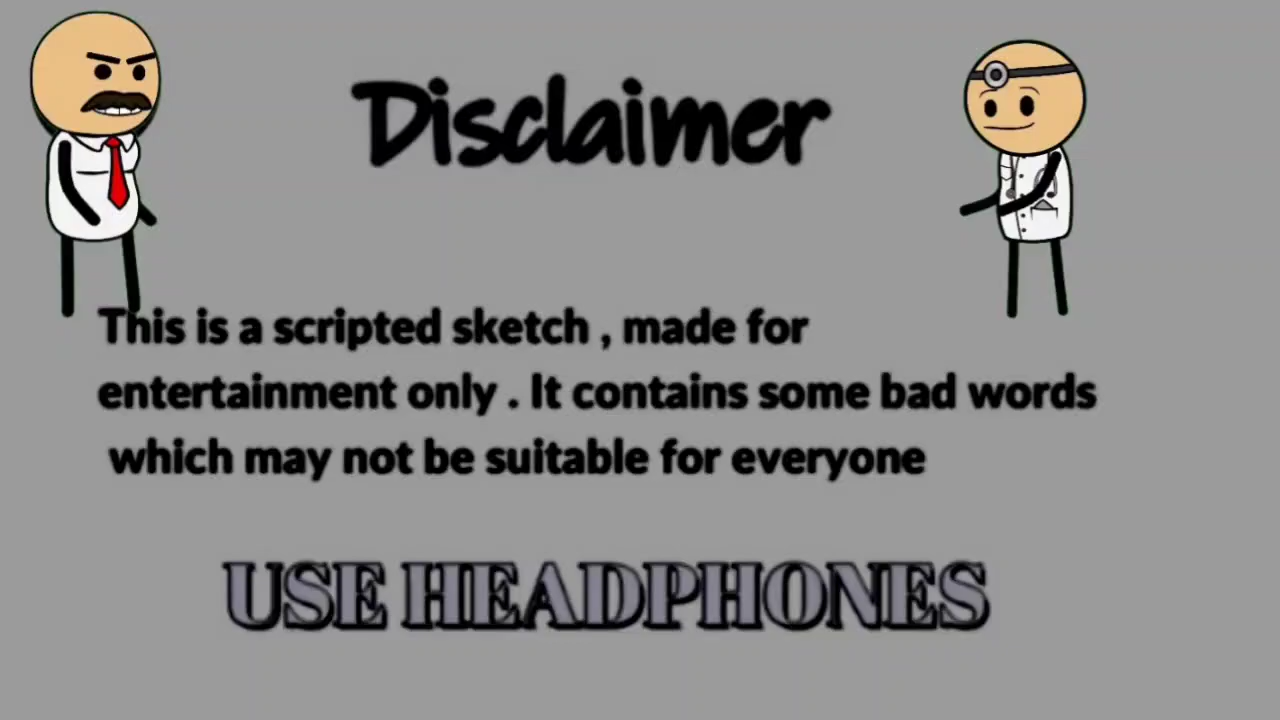 Disclaimer
This is a scripted sketch , made for
entertainment only . It contains some bad words
which may not be suitable for everyone
USE HEADPHONES